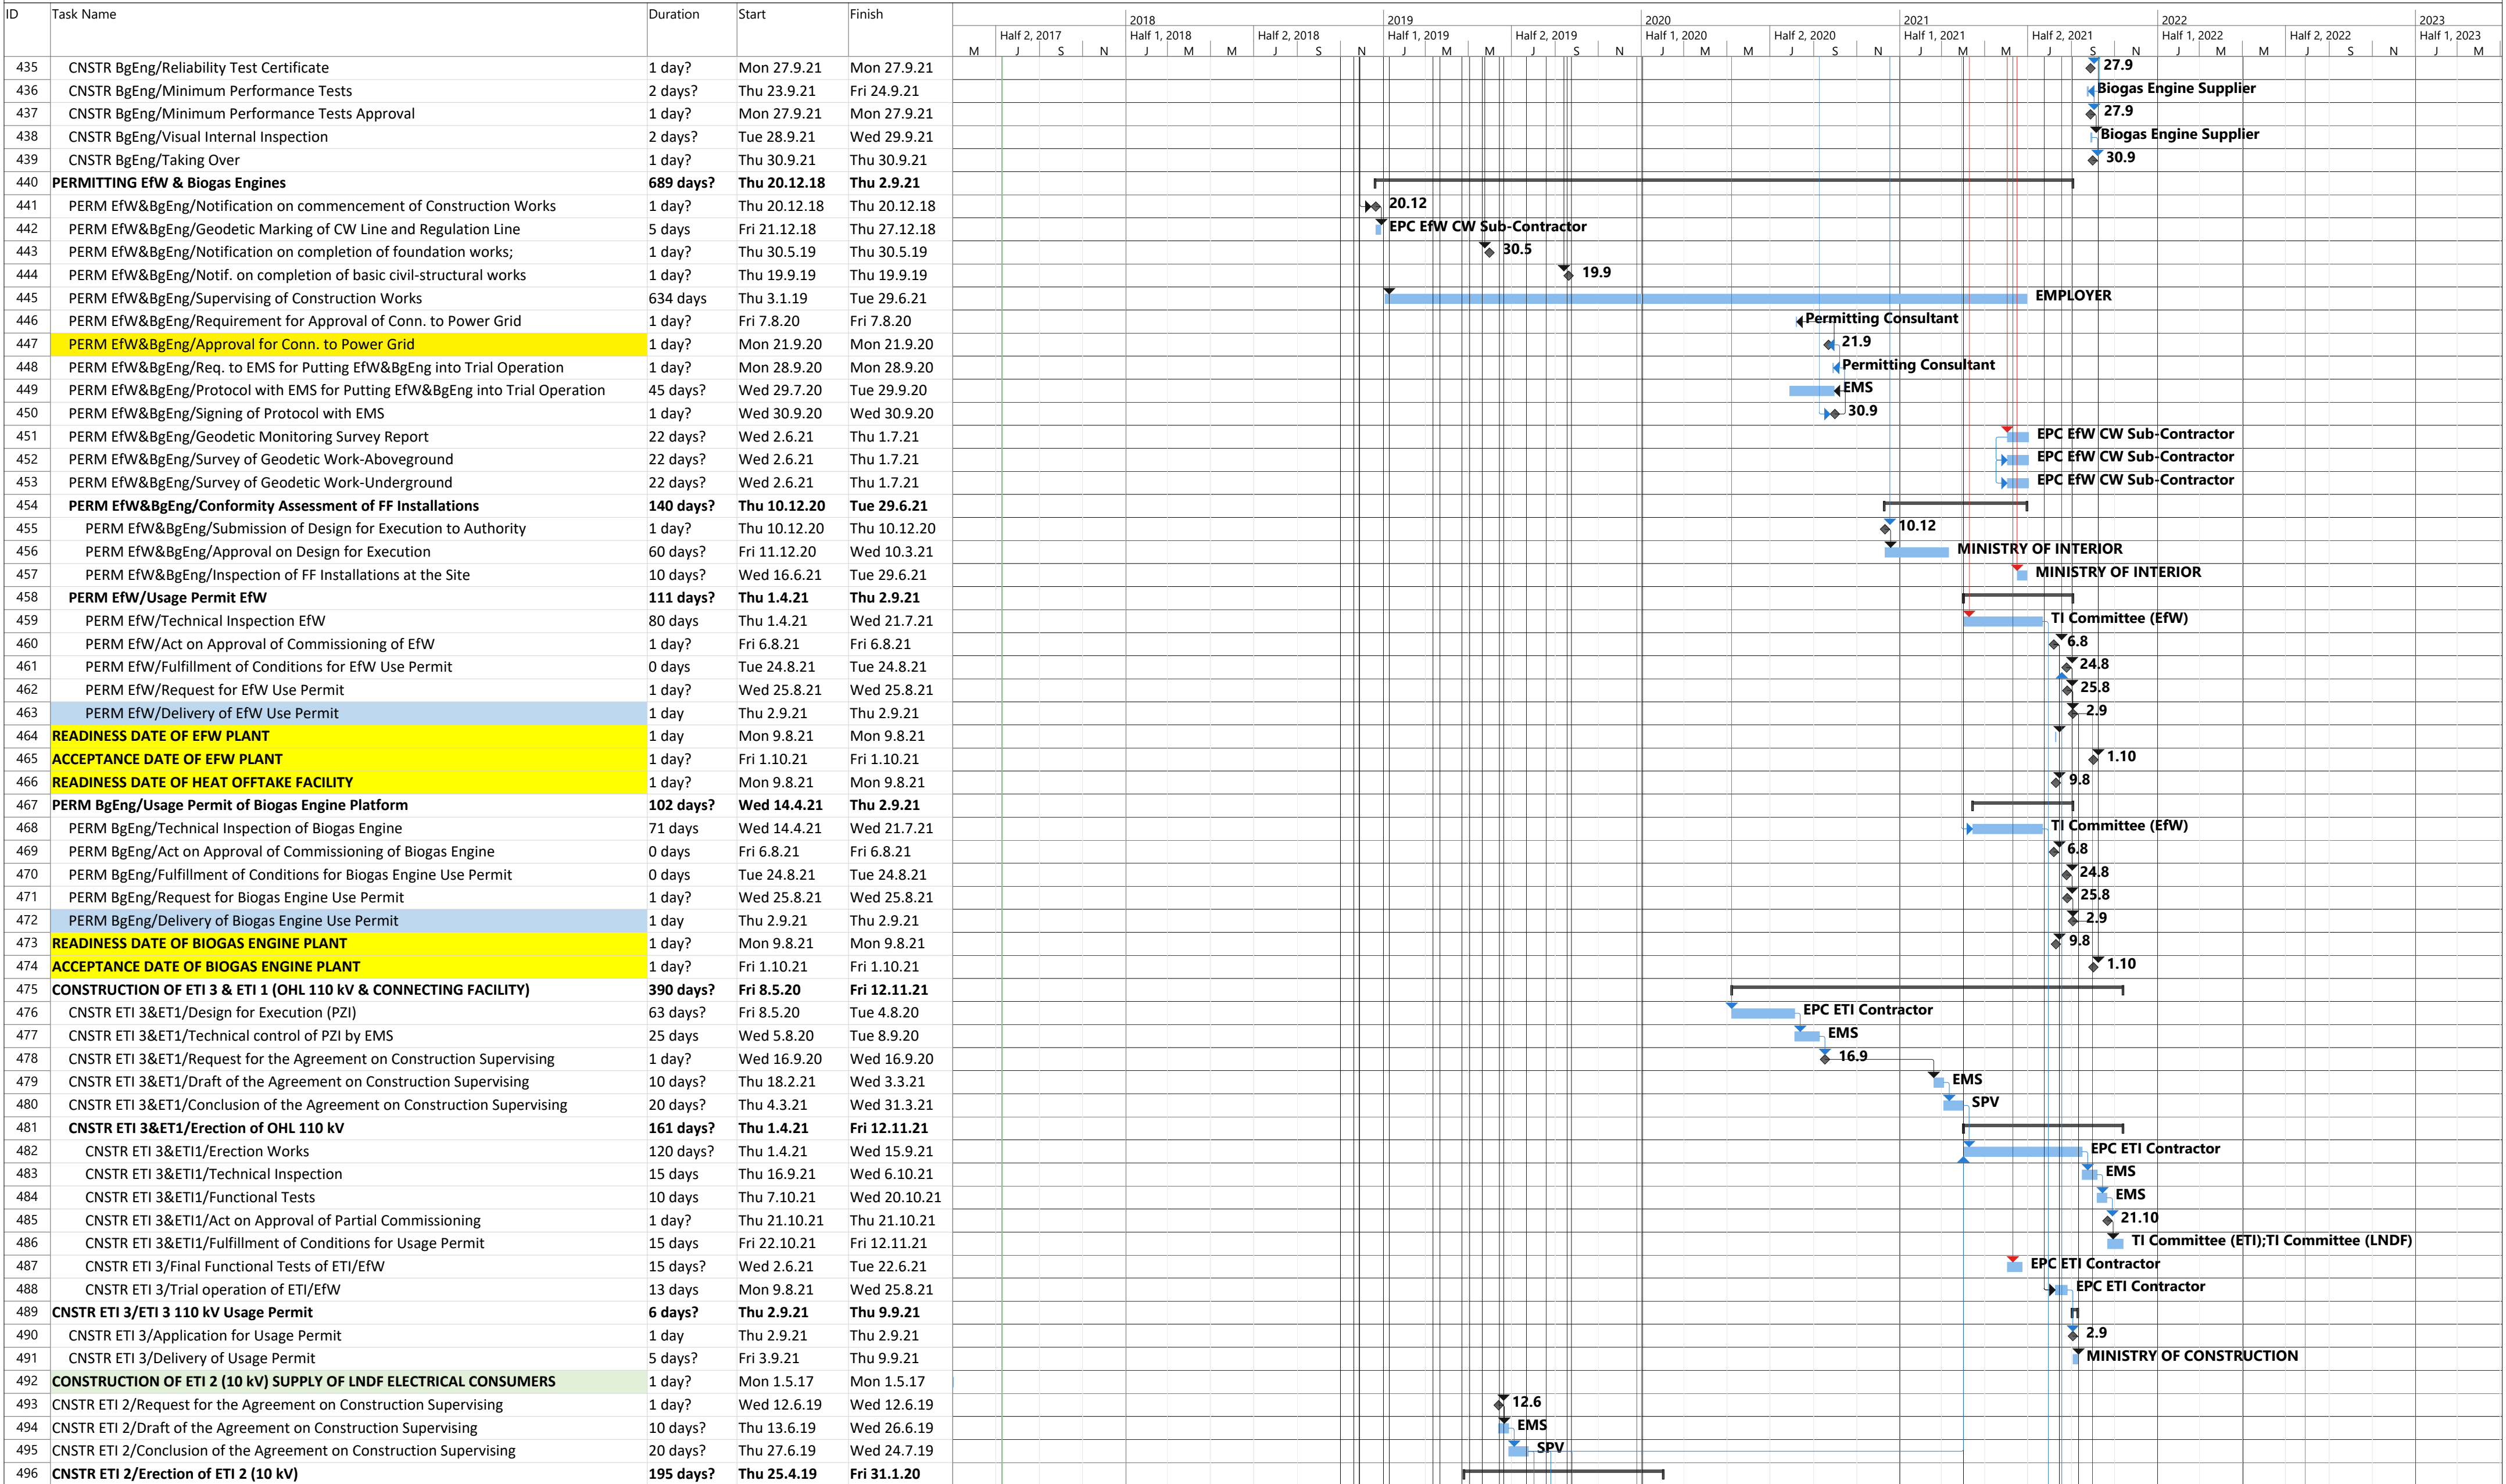 ID Task Name Duration Start Finish
2018 2019 2020 2021 2022 2023
Half 2, 2017 Half 1, 2018 Half 2, 2018 Half 1, 2019 Half 2, 2019 Half 1, 2020 Half 2, 2020 Half 1, 2021 Half 2, 2021 Half 1, 2022 Half 2, 2022 Half 1, 2023
M J S N J M M J S N J M M J S N J M M J S N J M M J S N J M M J S N J M
435 CNSTR BgEng/Reliability Test Certificate 1 day? Mon 27.9.21 Mon 27.9.21 27.9
436 CNSTR BgEng/Minimum Performance Tests 2 days? Thu 23.9.21 Fri 24.9.21 Biogas Engine Supplier
437 CNSTR BgEng/Minimum Performance Tests Approval 1 day? Mon 27.9.21 Mon 27.9.21 27.9
438 CNSTR BgEng/Visual Internal Inspection 2 days? Tue 28.9.21 Wed 29.9.21 Biogas Engine Supplier
439 CNSTR BgEng/Taking Over 1 day? Thu 30.9.21 Thu 30.9.21 30.9
440 PERMITTING EfW & Biogas Engines 689 days? Thu 20.12.18 Thu 2.9.21
441 PERM EfW&BgEng/Notification on commencement of Construction Works 1 day? Thu 20.12.18 Thu 20.12.18 20.12
442 PERM EfW&BgEng/Geodetic Marking of CW Line and Regulation Line 5 days Fri 21.12.18 Thu 27.12.18 EPC EfW CW Sub-Contractor
443 PERM EfW&BgEng/Notification on completion of foundation works; 1 day? Thu 30.5.19 Thu 30.5.19 30.5
444 PERM EfW&BgEng/Notif. on completion of basic civil-structural works 1 day? Thu 19.9.19 Thu 19.9.19 19.9
445 PERM EfW&BgEng/Supervising of Construction Works 634 days Thu 3.1.19 Tue 29.6.21 EMPLOYER
446 PERM EfW&BgEng/Requirement for Approval of Conn. to Power Grid 1 day? Fri 7.8.20 Fri 7.8.20 Permitting Consultant
447 PERM EfW&BgEng/Approval for Conn. to Power Grid 1 day? Mon 21.9.20 Mon 21.9.20 21.9
448 PERM EfW&BgEng/Req. to EMS for Putting EfW&BgEng into Trial Operation 1 day? Mon 28.9.20 Mon 28.9.20 Permitting Consultant
449 PERM EfW&BgEng/Protocol with EMS for Putting EfW&BgEng into Trial Operation 45 days? Wed 29.7.20 Tue 29.9.20 EMS
450 PERM EfW&BgEng/Signing of Protocol with EMS 1 day? Wed 30.9.20 Wed 30.9.20 30.9
451 PERM EfW&BgEng/Geodetic Monitoring Survey Report 22 days? Wed 2.6.21 Thu 1.7.21 EPC EfW CW Sub-Contractor
452 PERM EfW&BgEng/Survey of Geodetic Work-Aboveground 22 days? Wed 2.6.21 Thu 1.7.21 EPC EfW CW Sub-Contractor
453 PERM EfW&BgEng/Survey of Geodetic Work-Underground 22 days? Wed 2.6.21 Thu 1.7.21 EPC EfW CW Sub-Contractor
454 PERM EfW&BgEng/Conformity Assessment of FF Installations 140 days? Thu 10.12.20 Tue 29.6.21
455 PERM EfW&BgEng/Submission of Design for Execution to Authority 1 day? Thu 10.12.20 Thu 10.12.20 10.12
456 PERM EfW&BgEng/Approval on Design for Execution 60 days? Fri 11.12.20 Wed 10.3.21 MINISTRY OF INTERIOR
457 PERM EfW&BgEng/Inspection of FF Installations at the Site 10 days? Wed 16.6.21 Tue 29.6.21 MINISTRY OF INTERIOR
458 PERM EfW/Usage Permit EfW 111 days? Thu 1.4.21 Thu 2.9.21
459 PERM EfW/Technical Inspection EfW 80 days Thu 1.4.21 Wed 21.7.21 TI Committee (EfW)
460 PERM EfW/Act on Approval of Commissioning of EfW 1 day? Fri 6.8.21 Fri 6.8.21 6.8
461 PERM EfW/Fulfillment of Conditions for EfW Use Permit 0 days Tue 24.8.21 Tue 24.8.21 24.8
462 PERM EfW/Request for EfW Use Permit 1 day? Wed 25.8.21 Wed 25.8.21 25.8
463 PERM EfW/Delivery of EfW Use Permit 1 day Thu 2.9.21 Thu 2.9.21 2.9
464 READINESS DATE OF EFW PLANT 1 day Mon 9.8.21 Mon 9.8.21
465 ACCEPTANCE DATE OF EFW PLANT 1 day? Fri 1.10.21 Fri 1.10.21 1.10
466 READINESS DATE OF HEAT OFFTAKE FACILITY 1 day? Mon 9.8.21 Mon 9.8.21 9.8
467 PERM BgEng/Usage Permit of Biogas Engine Platform 102 days? Wed 14.4.21 Thu 2.9.21
468 PERM BgEng/Technical Inspection of Biogas Engine 71 days Wed 14.4.21 Wed 21.7.21 TI Committee (EfW)
469 PERM BgEng/Act on Approval of Commissioning of Biogas Engine 0 days Fri 6.8.21 Fri 6.8.21 6.8
470 PERM BgEng/Fulfillment of Conditions for Biogas Engine Use Permit 0 days Tue 24.8.21 Tue 24.8.21 24.8
471 PERM BgEng/Request for Biogas Engine Use Permit 1 day? Wed 25.8.21 Wed 25.8.21 25.8
472 PERM BgEng/Delivery of Biogas Engine Use Permit 1 day Thu 2.9.21 Thu 2.9.21 2.9
473 READINESS DATE OF BIOGAS ENGINE PLANT 1 day? Mon 9.8.21 Mon 9.8.21 9.8
474 ACCEPTANCE DATE OF BIOGAS ENGINE PLANT 1 day? Fri 1.10.21 Fri 1.10.21 1.10
475 CONSTRUCTION OF ETI 3 & ETI 1 (OHL 110 kV & CONNECTING FACILITY) 390 days? Fri 8.5.20 Fri 12.11.21
476 CNSTR ETI 3&ET1/Design for Execution (PZI) 63 days? Fri 8.5.20 Tue 4.8.20 EPC ETI Contractor
477 CNSTR ETI 3&ET1/Technical control of PZI by EMS 25 days Wed 5.8.20 Tue 8.9.20 EMS
478 CNSTR ETI 3&ET1/Request for the Agreement on Construction Supervising 1 day? Wed 16.9.20 Wed 16.9.20 16.9
479 CNSTR ETI 3&ET1/Draft of the Agreement on Construction Supervising 10 days? Thu 18.2.21 Wed 3.3.21 EMS
480 CNSTR ETI 3&ET1/Conclusion of the Agreement on Construction Supervising 20 days? Thu 4.3.21 Wed 31.3.21 SPV
481 CNSTR ETI 3&ET1/Erection of OHL 110 kV 161 days? Thu 1.4.21 Fri 12.11.21
482 CNSTR ETI 3&ETI1/Erection Works 120 days? Thu 1.4.21 Wed 15.9.21 EPC ETI Contractor
483 CNSTR ETI 3&ETI1/Technical Inspection 15 days Thu 16.9.21 Wed 6.10.21 EMS
484 CNSTR ETI 3&ETI1/Functional Tests 10 days Thu 7.10.21 Wed 20.10.21 EMS
485 CNSTR ETI 3&ETI1/Act on Approval of Partial Commissioning 1 day? Thu 21.10.21 Thu 21.10.21 21.10
486 CNSTR ETI 3&ETI1/Fulfillment of Conditions for Usage Permit 15 days Fri 22.10.21 Fri 12.11.21 TI Committee (ETI);TI Committee (LNDF)
487 CNSTR ETI 3/Final Functional Tests of ETI/EfW 15 days? Wed 2.6.21 Tue 22.6.21 EPC ETI Contractor
488 CNSTR ETI 3/Trial operation of ETI/EfW 13 days Mon 9.8.21 Wed 25.8.21 EPC ETI Contractor
489 CNSTR ETI 3/ETI 3 110 kV Usage Permit 6 days? Thu 2.9.21 Thu 9.9.21
490 CNSTR ETI 3/Application for Usage Permit 1 day Thu 2.9.21 Thu 2.9.21 2.9
491 CNSTR ETI 3/Delivery of Usage Permit 5 days? Fri 3.9.21 Thu 9.9.21 MINISTRY OF CONSTRUCTION
492 CONSTRUCTION OF ETI 2 (10 kV) SUPPLY OF LNDF ELECTRICAL CONSUMERS 1 day? Mon 1.5.17 Mon 1.5.17
493 CNSTR ETI 2/Request for the Agreement on Construction Supervising 1 day? Wed 12.6.19 Wed 12.6.19 12.6
494 CNSTR ETI 2/Draft of the Agreement on Construction Supervising 10 days? Thu 13.6.19 Wed 26.6.19 EMS
495 CNSTR ETI 2/Conclusion of the Agreement on Construction Supervising 20 days? Thu 27.6.19 Wed 24.7.19 SPV
496 CNSTR ETI 2/Erection of ETI 2 (10 kV) 195 days? Thu 25.4.19 Fri 31.1.20